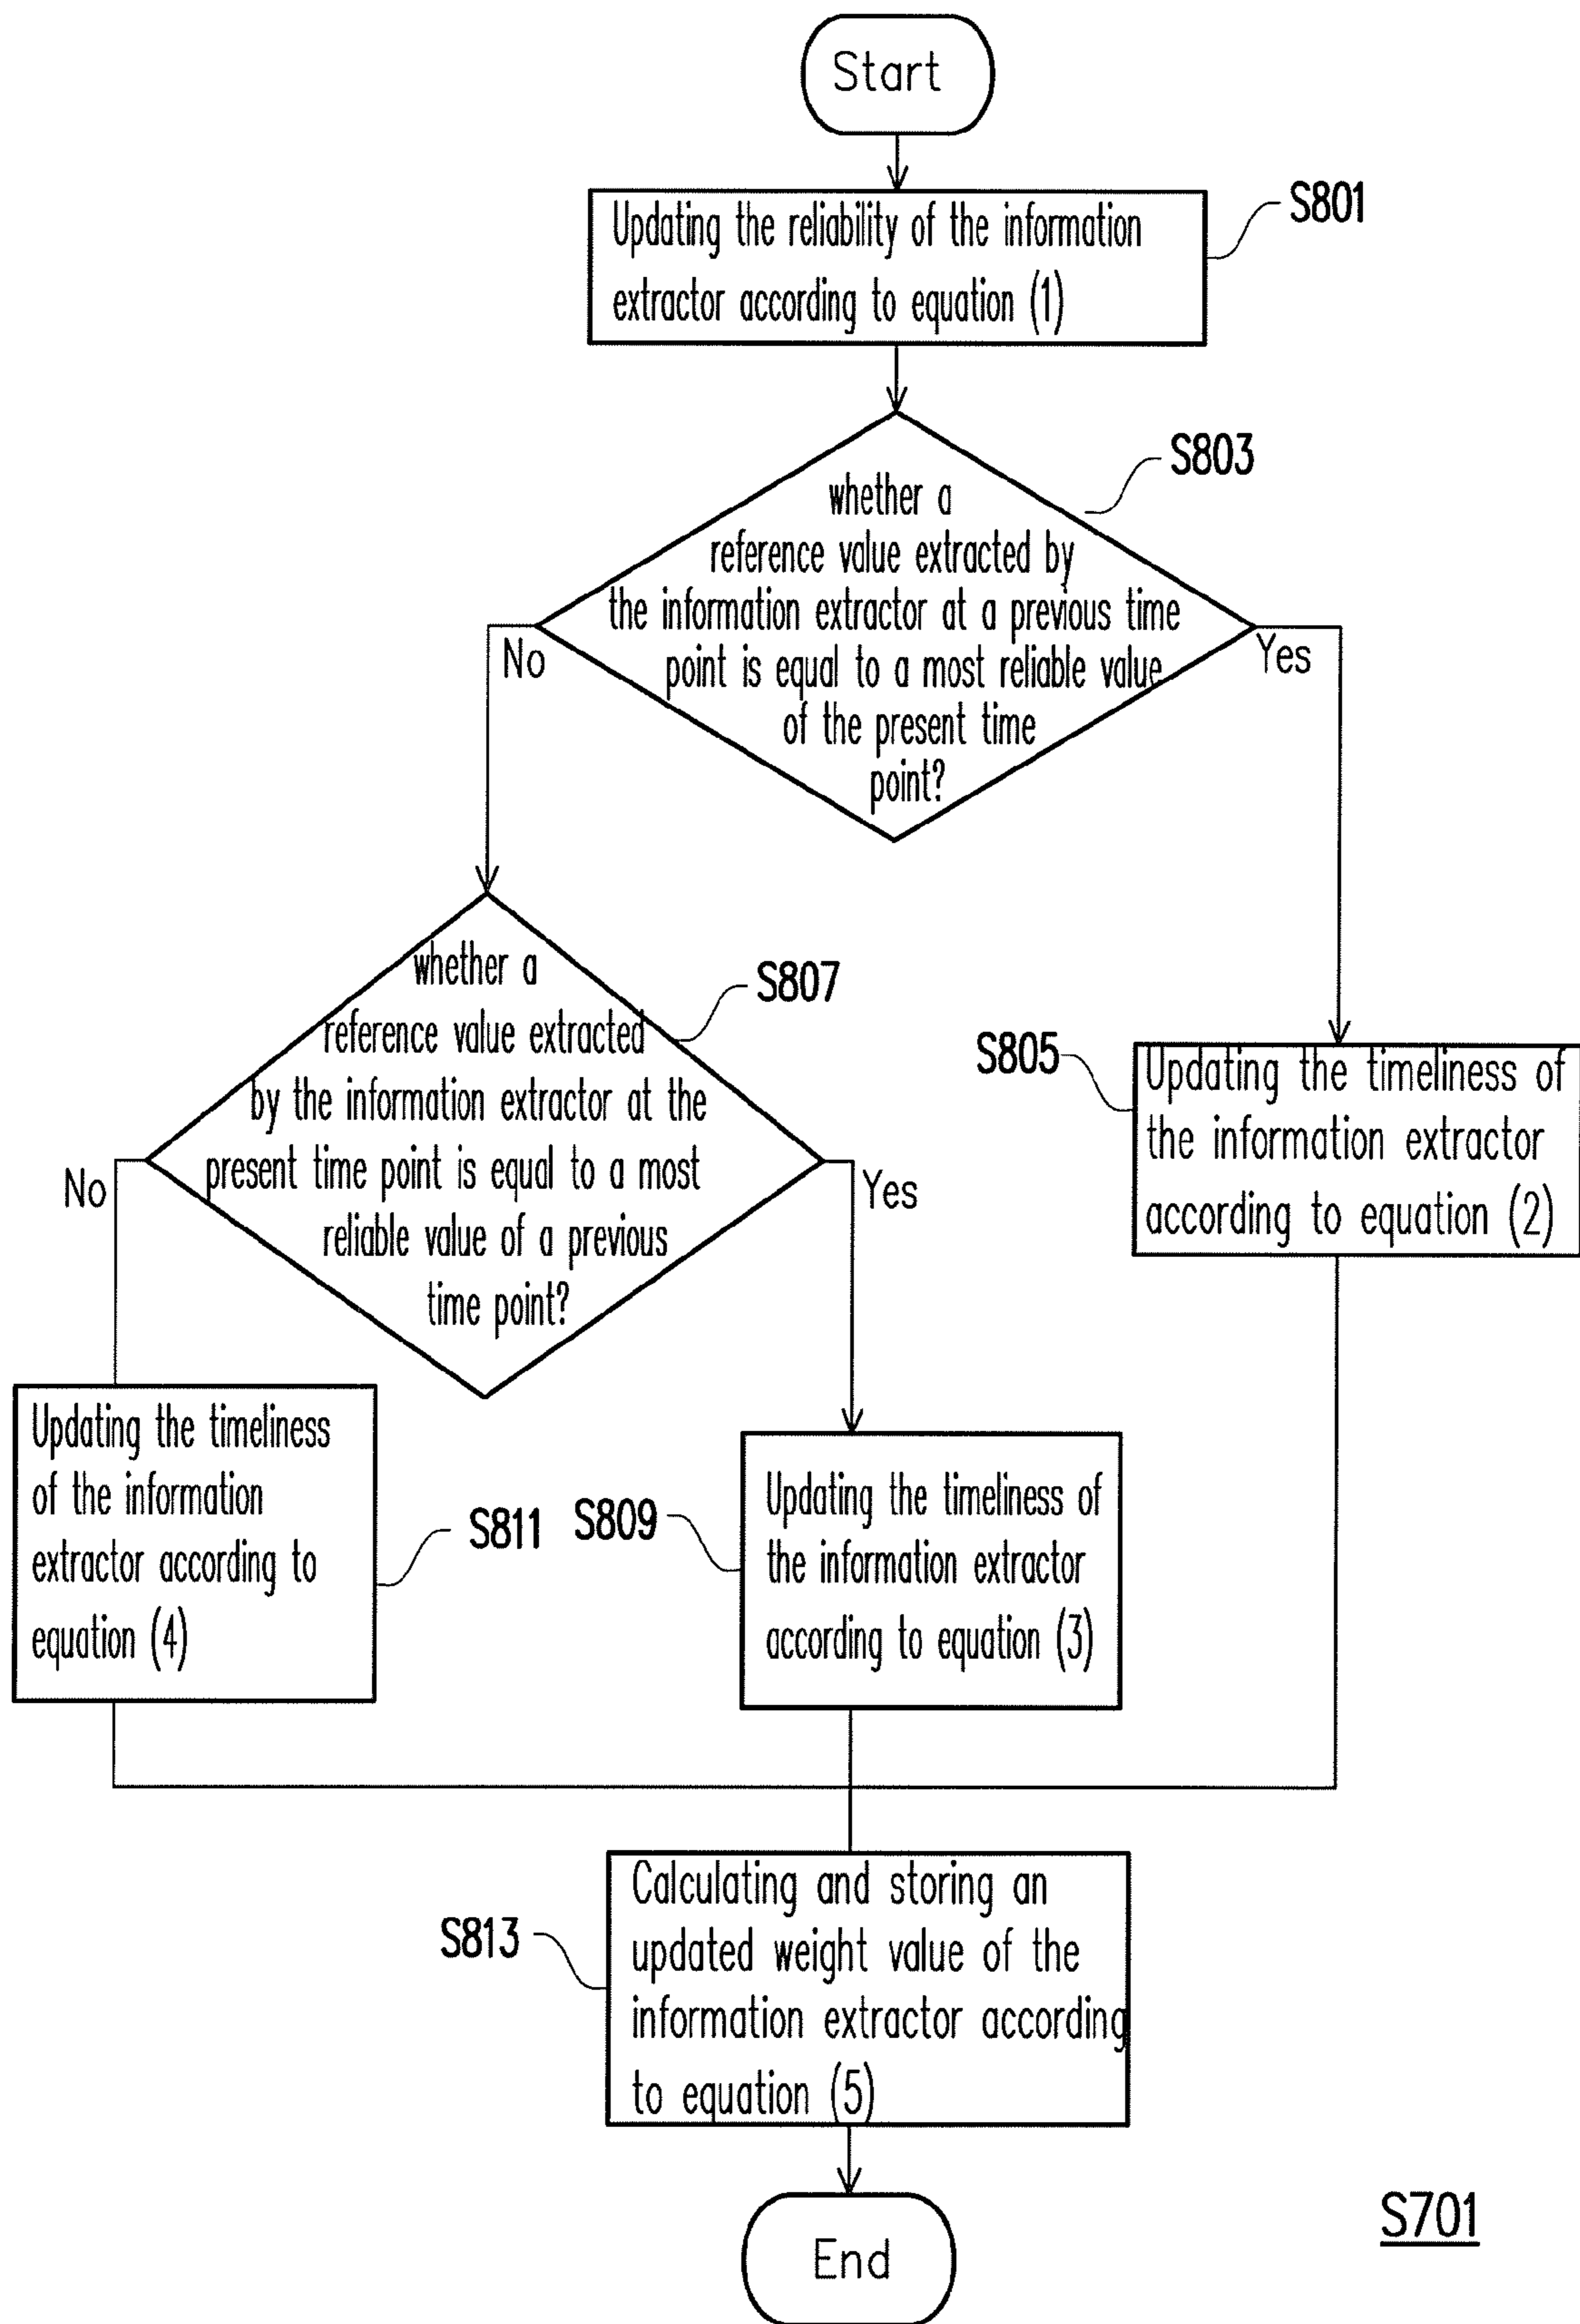 Start
Updating the reliability of the information
extractor according to equation (1)
S801
whether a
reference value extracted by
the information extractor at a previous time
point is equal to a most reliable value
of the present time
point?
S803
No
Yes
whether a
reference value extracted
by the information extractor at the
present time point is equal to a most
reliable value of a previous
time point?
S807
No
Yes
S805
Updating the timeliness of
the information extractor
according to equation (2)
Updating the timeliness
of the information
extractor according to
equation (4)
S811
S809
Updating the timeliness of
the information extractor
according to equation (3)
S813
Calculating and storing an
updated weight value of the
information extractor according
to equation (5)
End
S701